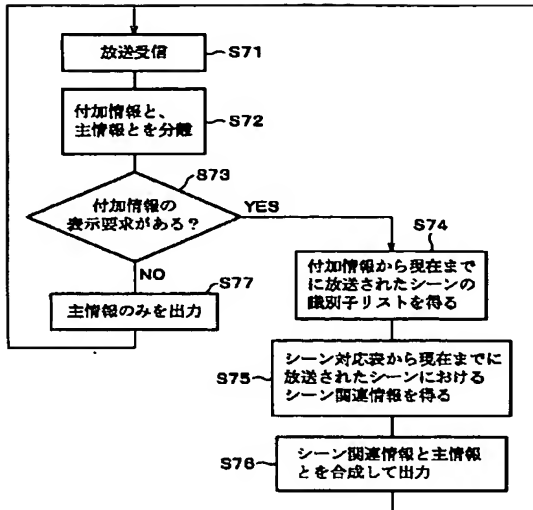 放送受信
S71
付加情報と、
主情報とを分離
S72
S73
付加情報の
表示要求がある?
YES
NO
S77
主情報のみを出力
S74
付加情報から現在まで
に放送されたシーンの
識別子リストを得る
S75
シーン対応表から現在までに
放送されたシーンにおける
シーン関連情報を得る
S76
シーン関連情報と主情報
とを合成して出力